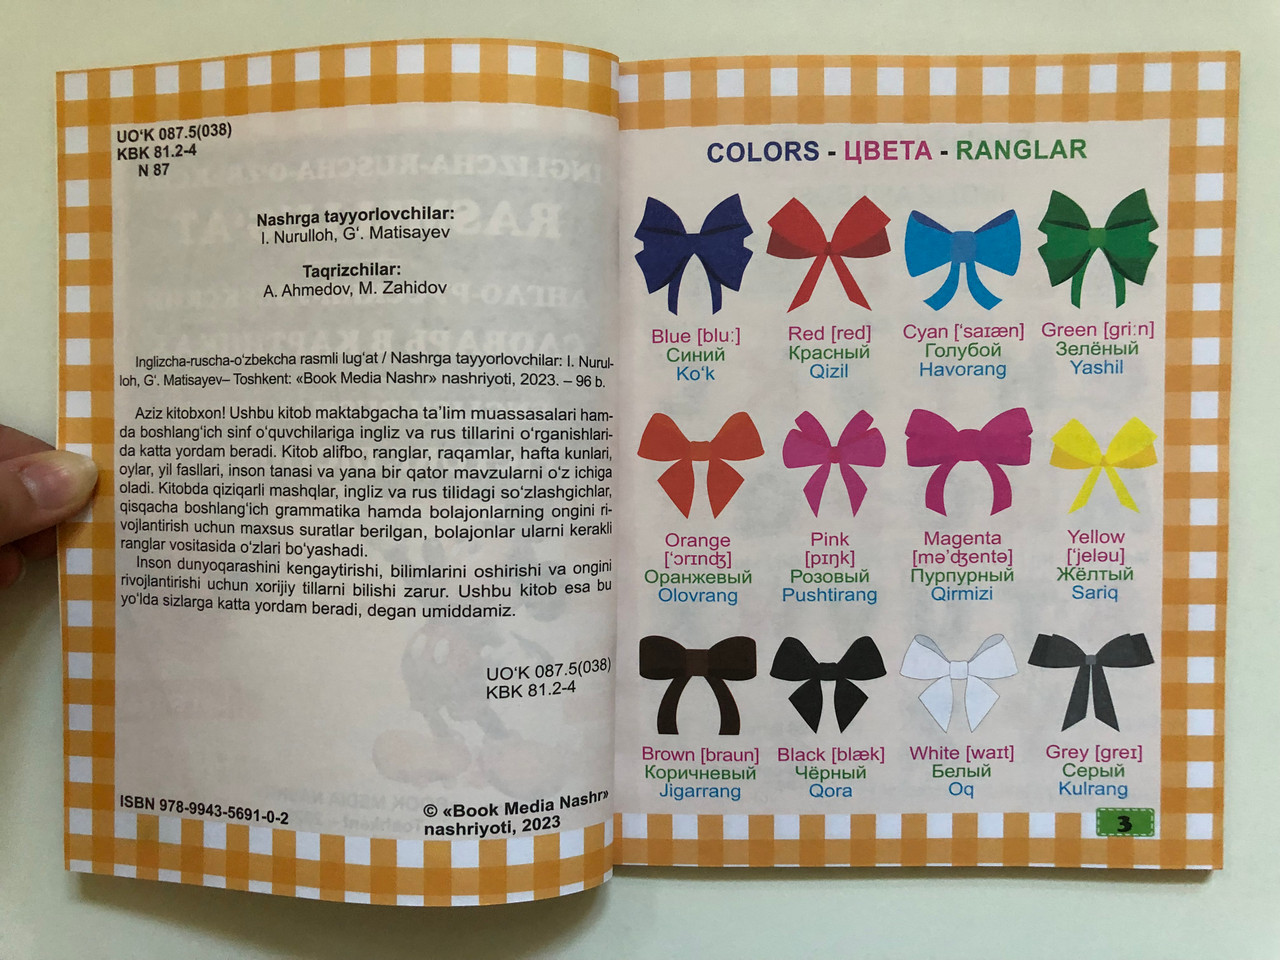 UO‘K 087.5(038)
KBK 81.2-4
N 87
Nashrga tayyorlovchilar:
I. Nurulloh, G‘. Matisayev
Taqrizchilar:
A. Ahmedov, M. Zahidov
Inglizcha-ruscha-o‘zbekcha rasmli lug‘at / Nashrga tayyorlovchilar: I. Nurul-
loh, G‘. Matisayev– Toshkent: «Book Media Nashr» nashriyoti, 2023. – 96 b.
Aziz kitobxon! Ushbu kitob maktabgacha ta’lim muassasalari ham-
da boshlang‘ich sinf o‘quvchilariga ingliz va rus tillarini o‘rganishlari-
da katta yordam beradi. Kitob alifbo, ranglar, raqamlar, hafta kunlari,
oylar, yil fasllari, inson tanasi va yana bir qator mavzularni o‘z ichiga
oladi. Kitobda qiziqarli mashqlar, ingliz va rus tilidagi so‘zlashgichlar,
qisqacha boshlang‘ich grammatika hamda bolajonlarning ongini ri-
vojlantirish uchun maxsus suratlar berilgan, bolajonlar ularni kerakli
ranglar vositasida o‘zlari bo‘yashadi.
Inson dunyoqarashini kengaytirishi, bilimlarini oshirishi va ongini
rivojlantirishi uchun xorijiy tillarni bilishi zarur. Ushbu kitob esa bu
yo‘lda sizlarga katta yordam beradi, degan umiddamiz.
UO‘K 087.5(038)
KBK 81.2-4
ISBN 978-9943-5691-0-2
© «Book Media Nashr»
nashriyoti, 2023
COLORS - ЦВЕТА - RANGLAR
Blue [blu:]
Синий
Ko‘k
Red [red]
Красный
Qizil
Cyan [‘saɪæn]
Голубой
Havorang
Green [gri:n]
Зелёный
Yashil
Orange
[‘ɔrɪnʤ]
Оранжевый
Olovrang
Pink
[pɪŋk]
Розовый
Pushtirang
Magenta
[mə’ʤentə]
Пурпурный
Qirmizi
Yellow
[‘jeləu]
Жёлтый
Sariq
Brown [braun]
Коричневый
Jigarrang
Black [blæk]
Чёрный
Qora
White [waɪt]
Белый
Oq
Grey [greɪ]
Серый
Kulrang
3